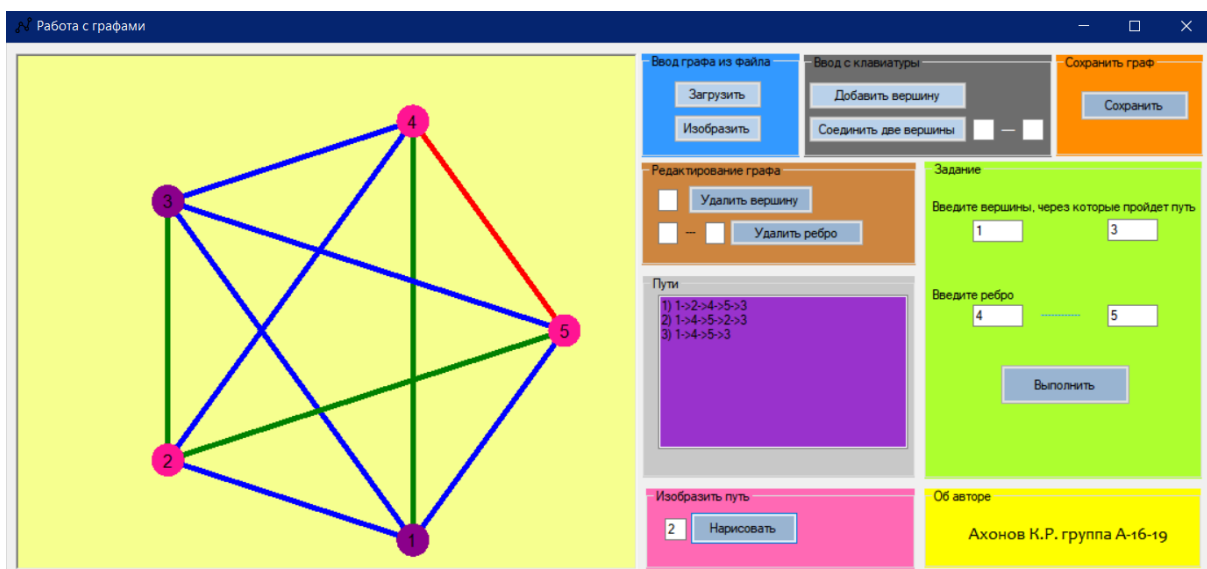 Работа с графами
4
3
5
2
1
Ввод графа из файла
Загрузить
Изобразить
Ввод с клавиатуры
Добавить вершину
Соединить две вершины —
Сохранить граф
Сохранить
Редактирование графа
Удалить вершину
– Удалить ребро
Задание
Введите вершины, через которые пройдет путь
1 3
Введите ребро
4 ---------- 5
Выполнить
Пути
1) 1->2->4->5->3
2) 1->4->5->2->3
3) 1->4->5->3
Изобразить путь
2 Нарисовать
Об авторе
Ахонов К.Р. группа А-16-19